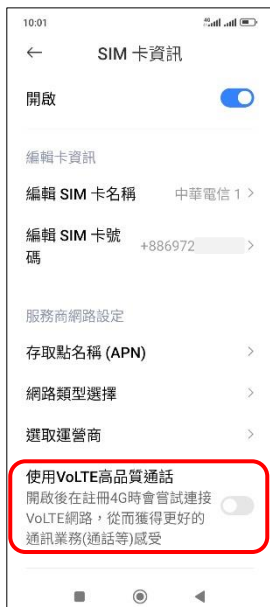 10:01
SIM 卡資訊
開啟
編輯卡資訊
編輯 SIM 卡名稱 中華電信 1
編輯 SIM 卡號
碼
+886972
服務商網路設定
存取點名稱 (APN)
網路類型選擇
選取運營商
使用VoLTE高品質通話
開啟後在註冊4G時會嘗試連接
VoLTE網路，從而獲得更好的
通訊業務(通話等)感受